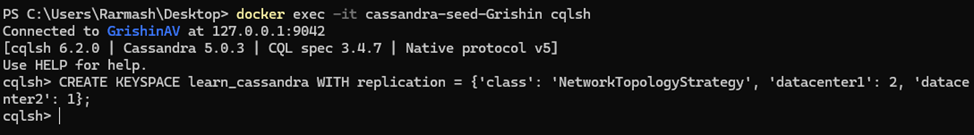 PS C:\Users\Rarmash\Desktop> docker exec -it cassandra-seed-Grishin cqlsh
Connected to GrishinAV at 127.0.0.1:9042
[cqlsh 6.2.0 | Cassandra 5.0.3 | CQL spec 3.4.7 | Native protocol v5]
Use HELP for help.
cqlsh> CREATE KEYSPACE learn_cassandra WITH replication = {'class': 'NetworkTopologyStrategy', 'datacenter1': 2, 'datace
nter2': 1};
cqlsh>